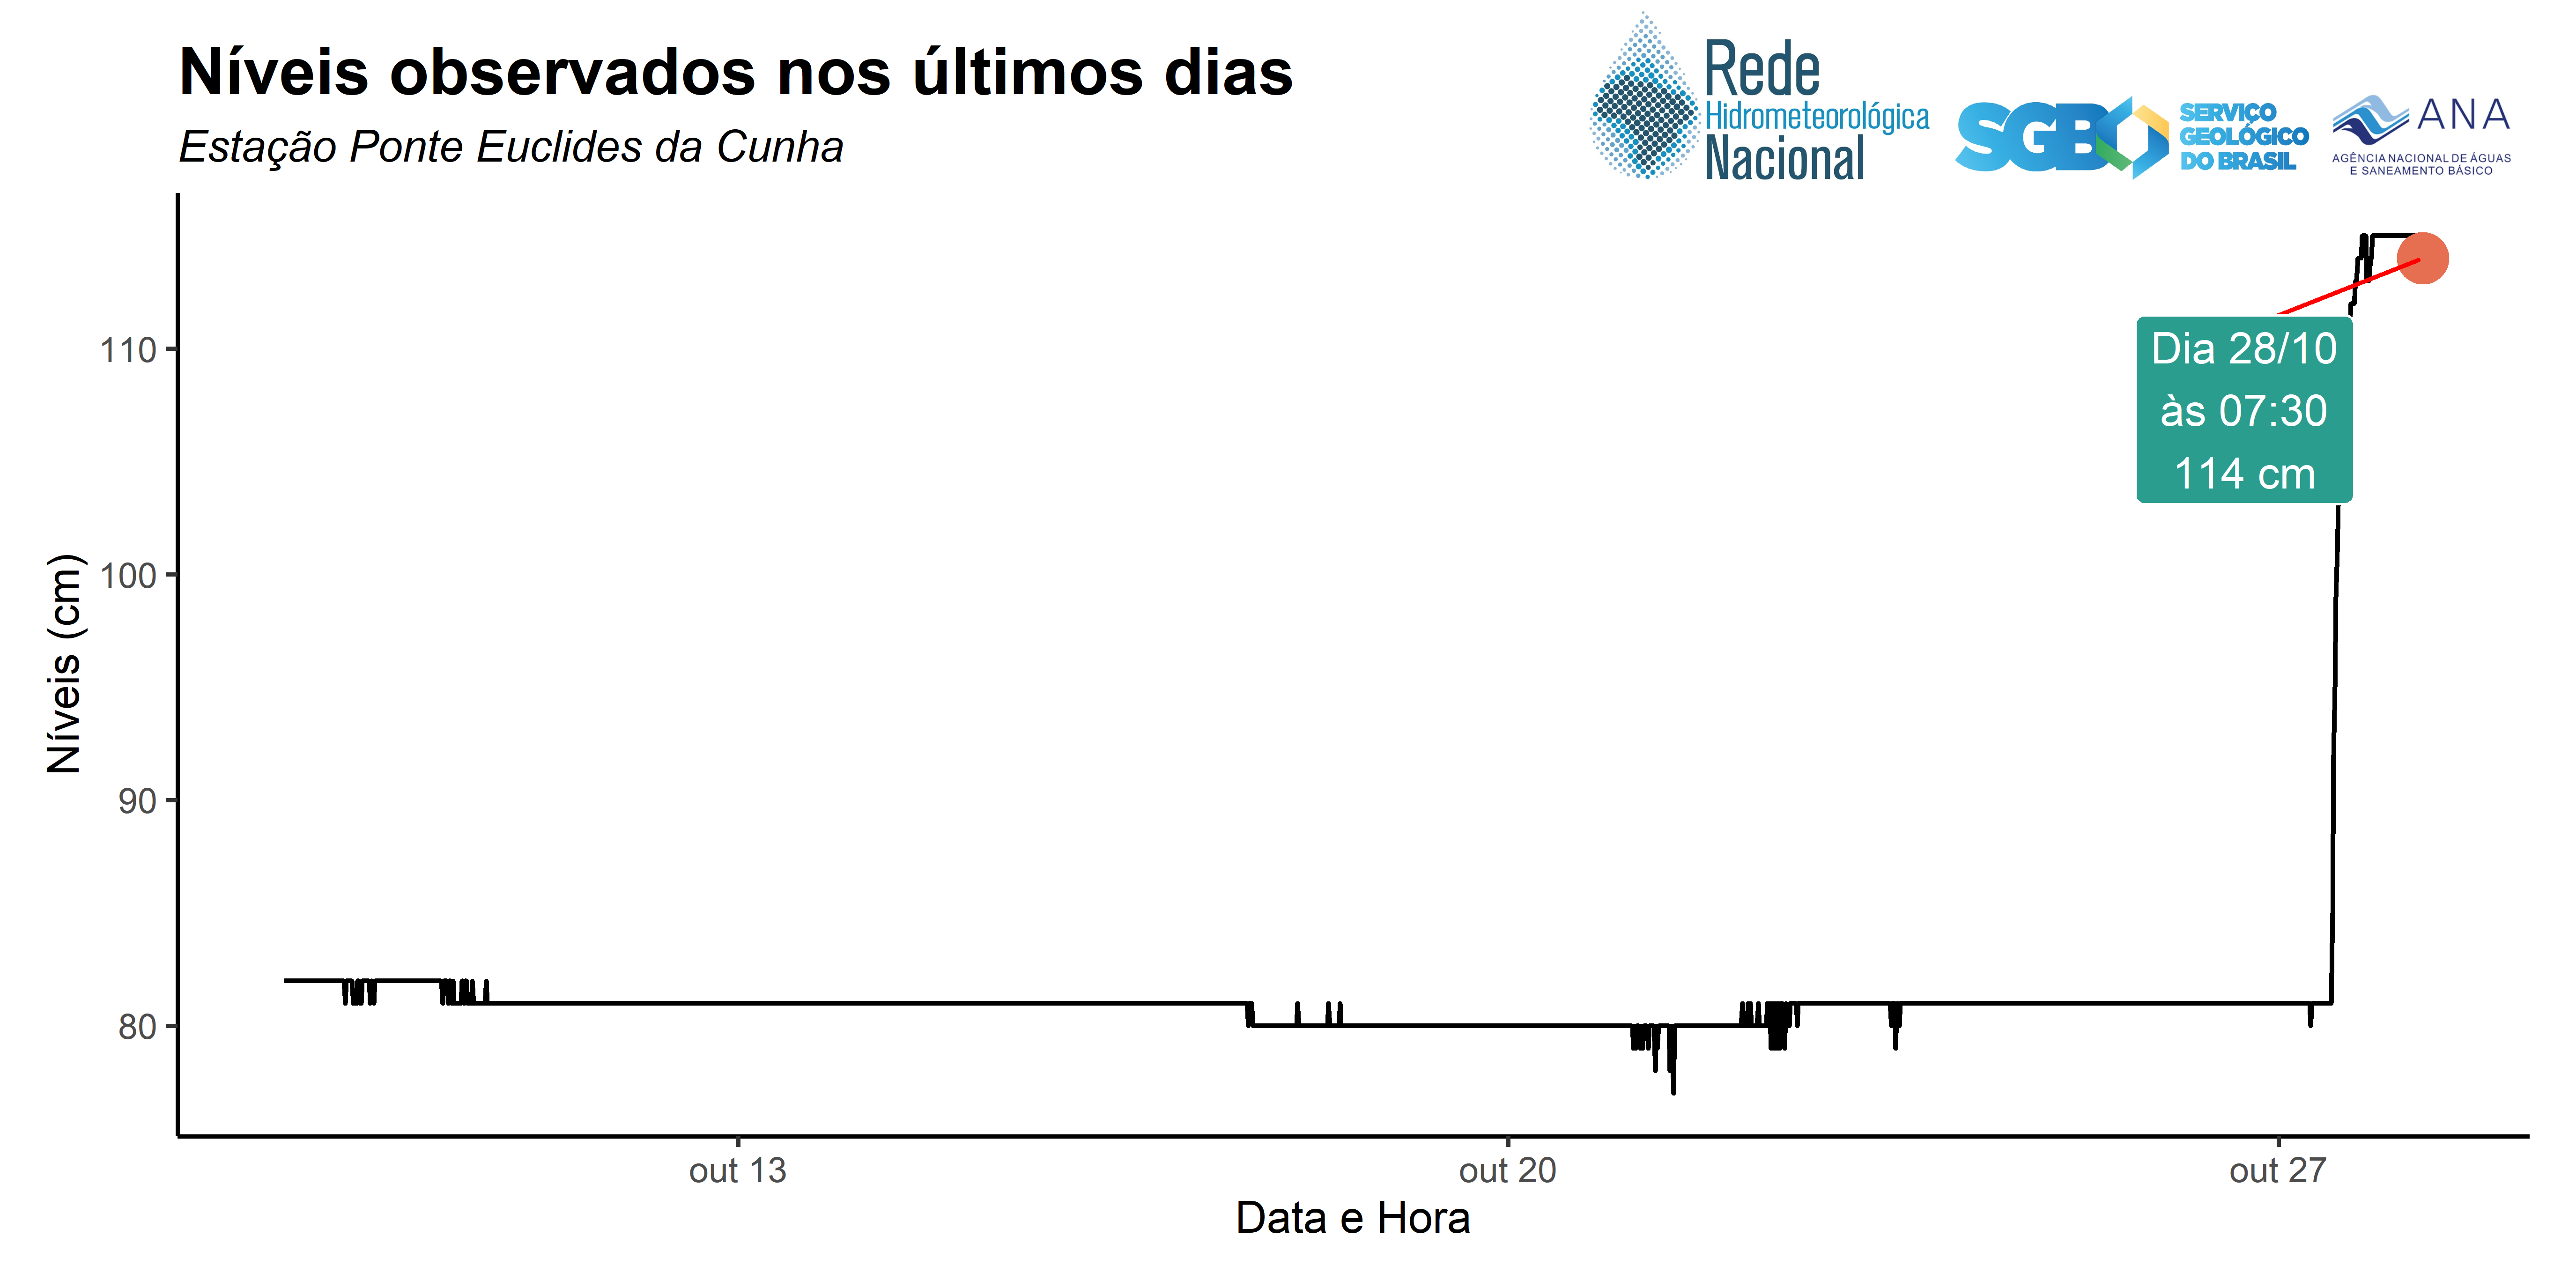 Níveis observados nos últimos dias
Estação Ponte Euclides da Cunha
Rede
Hidrometeorológica
Nacional
SGB
SERVIÇO
GEOLÓGICO
DO BRASIL
ANA
AGÊNCIA NACIONAL DE ÁGUAS
E SANEAMENTO BÁSICO
Níveis (cm)
110
100
90
80
Dia 28/10
às 07:30
114 cm
out 13
out 20
out 27
Data e Hora